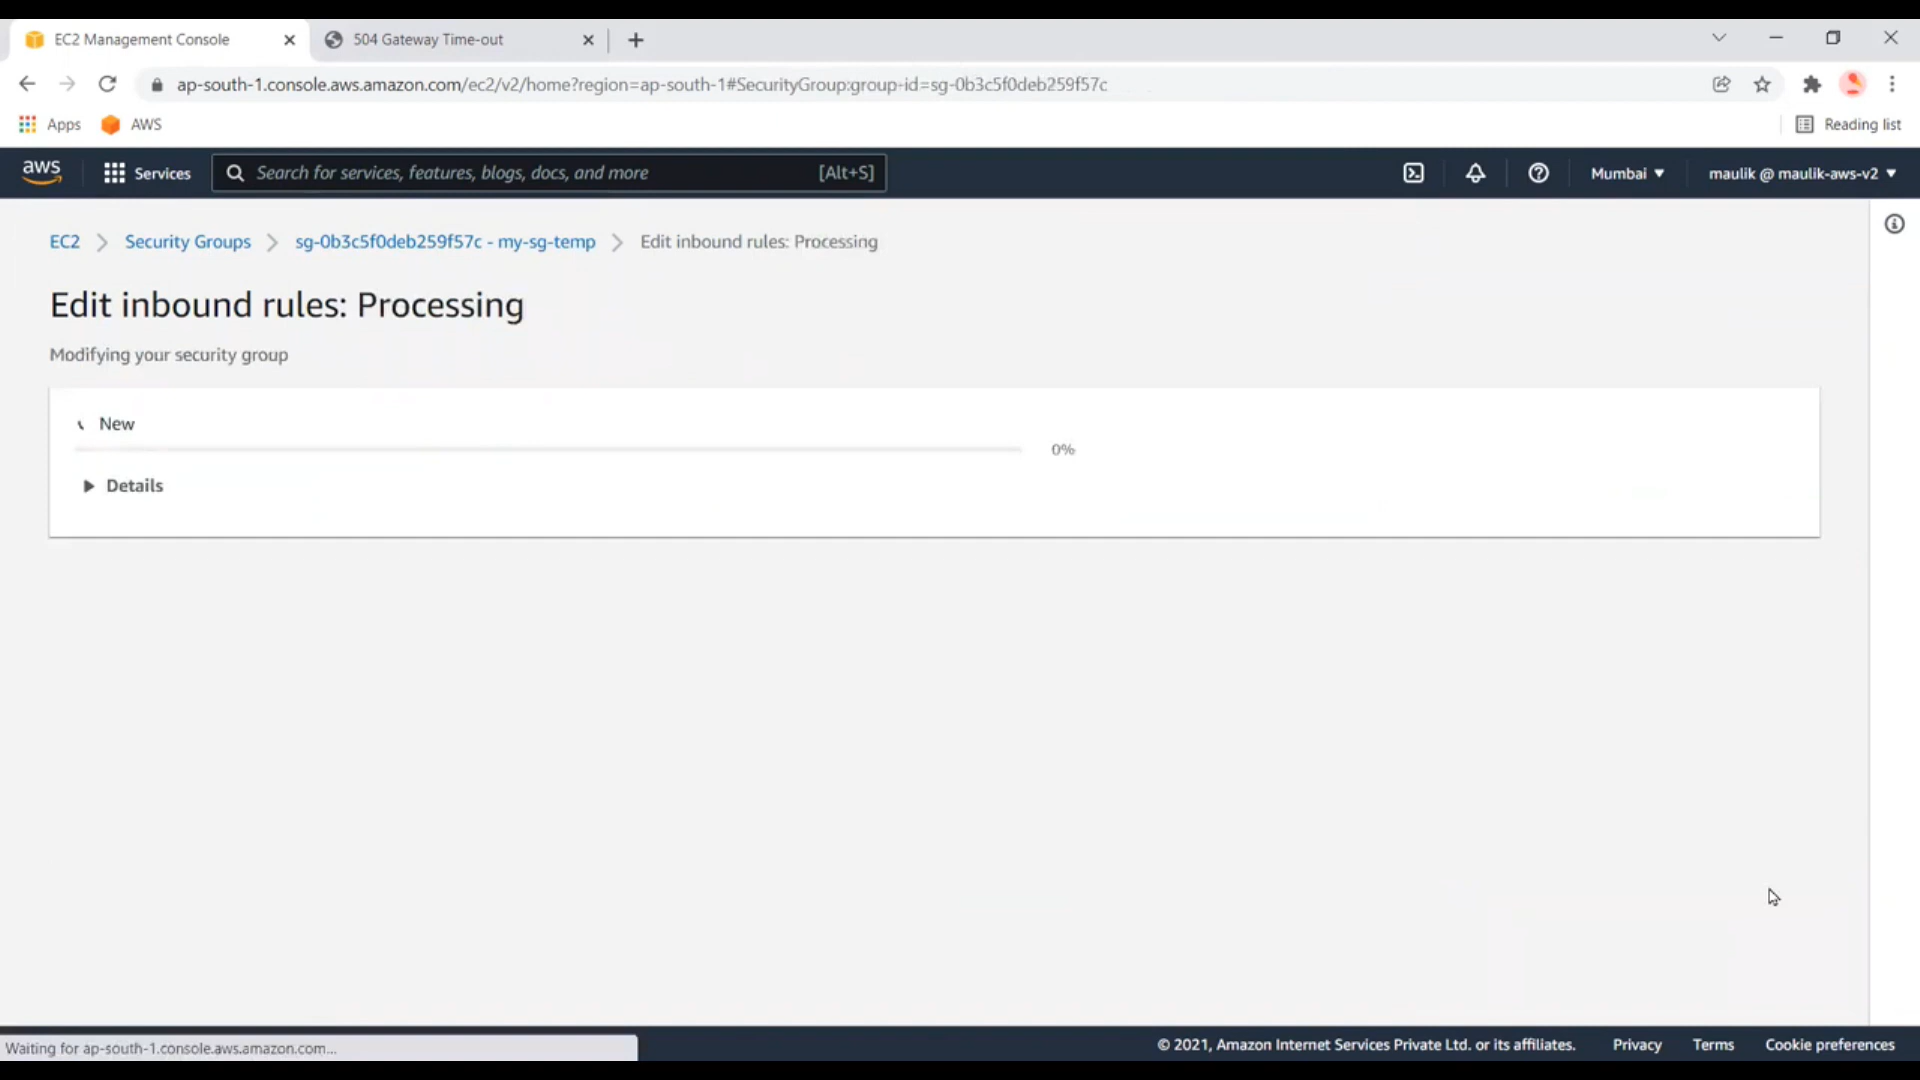 EC2 Management Console
504 Gateway Time-out
ap-south-1.console.aws.amazon.com/ec2/v2/home?region=ap-south-1#SecurityGroup:group-id=sg-0b3c5f0deb259f57c
Apps
AWS
Reading list
aws
Services
Search for services, features, blogs, docs, and more
[Alt+S]
Mumbai
maulik @ maulik-aws-v2
EC2
Security Groups
sg-0b3c5f0deb259f57c - my-sg-temp
Edit inbound rules: Processing
Edit inbound rules: Processing
Modifying your security group
New
0%
Details
Waiting for ap-south-1.console.aws.amazon.com...
© 2021, Amazon Internet Services Private Ltd. or its affiliates.
Privacy
Terms
Cookie preferences